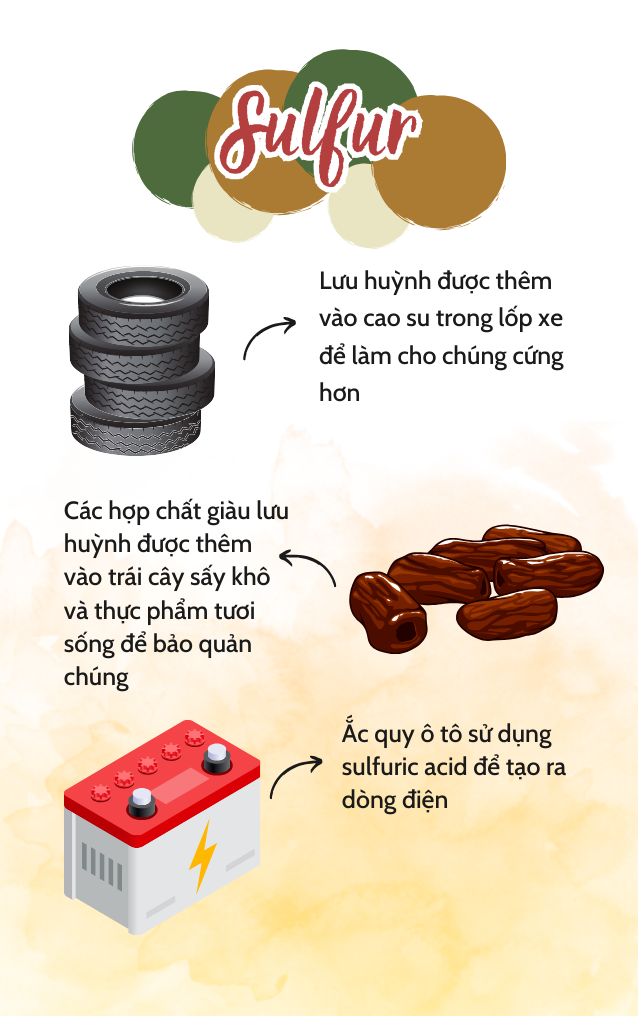 Sulfur
Lưu huỳnh được thêm
vào cao su trong lốp xe
để làm cho chúng cứng
hơn
Các hợp chất giàu lưu
huỳnh được thêm
vào trái cây sấy khô
và thực phẩm tươi
sống để bảo quản
chúng
Ắc quy ô tô sử dụng
sulfuric acid để tạo ra
dòng điện